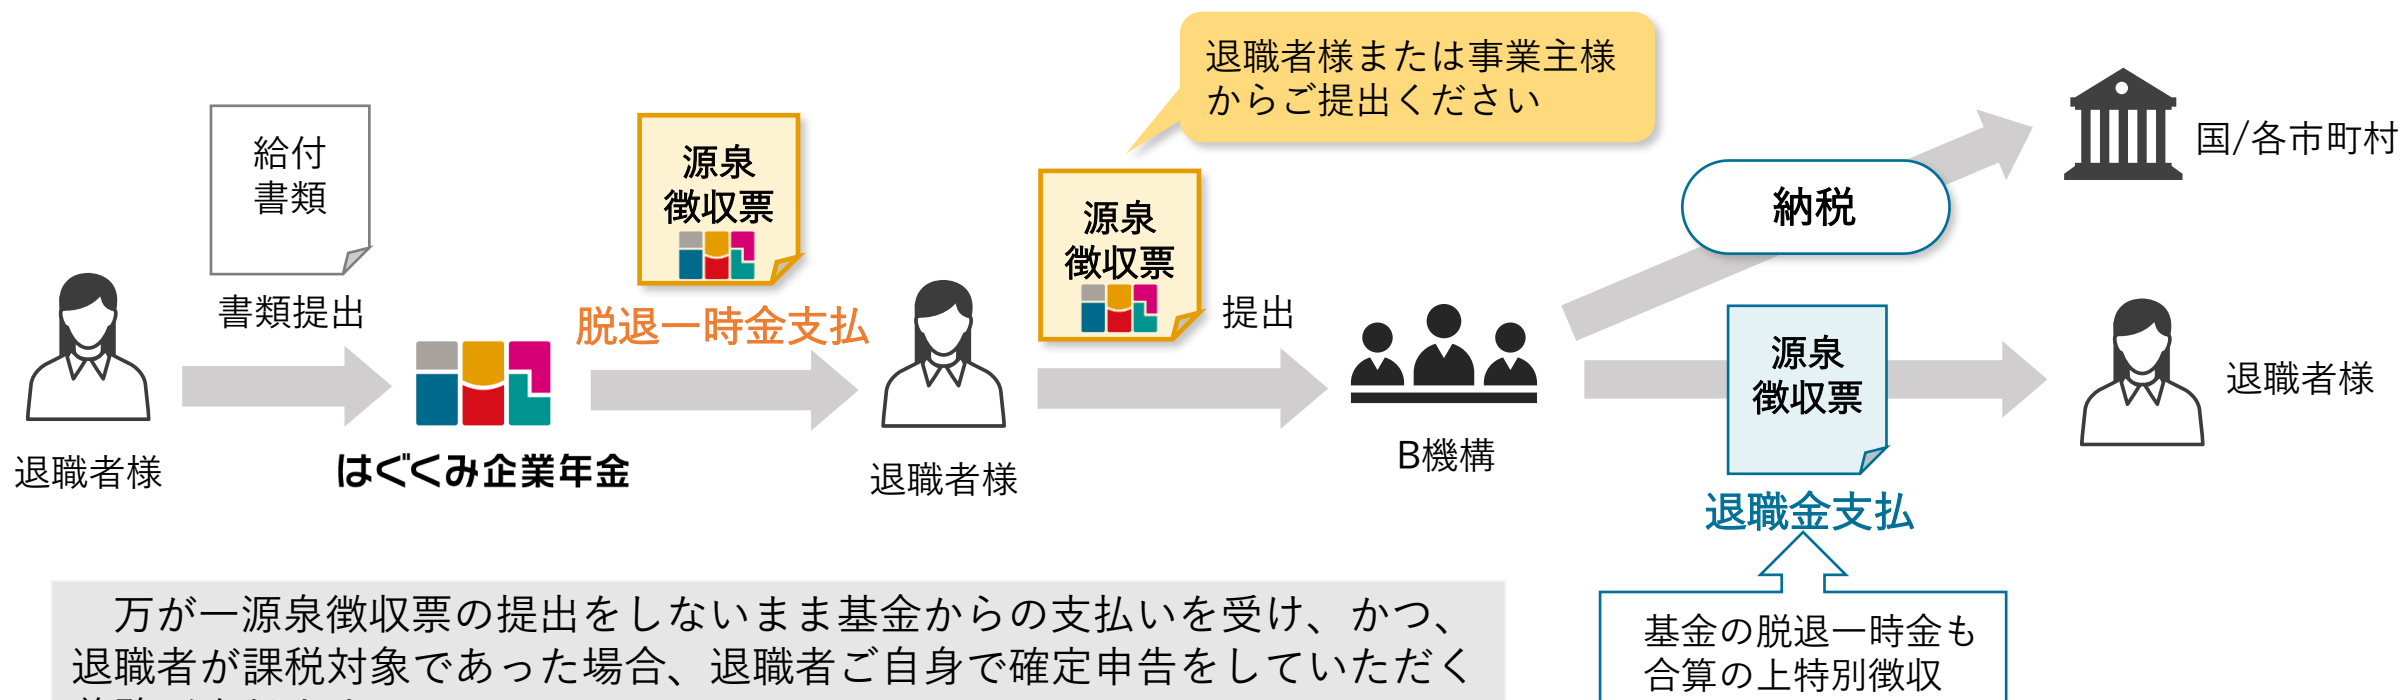 退職者様または事業主様
からご提出ください
給付
書類
書類提出
退職者様
はぐくみ企業年金
源泉
徴収票
脱退一時金支払
退職者様
源泉
徴収票
提出
B機構
納税
国/各市町村
源泉
徴収票
退職金支払
退職者様
基金の脱退一時金も
合算の上特別徴収
万が一源泉徴収票の提出をしないまま基金からの支払いを受け、かつ、
退職者が課税対象であった場合、退職者ご自身で確定申告をしていただく